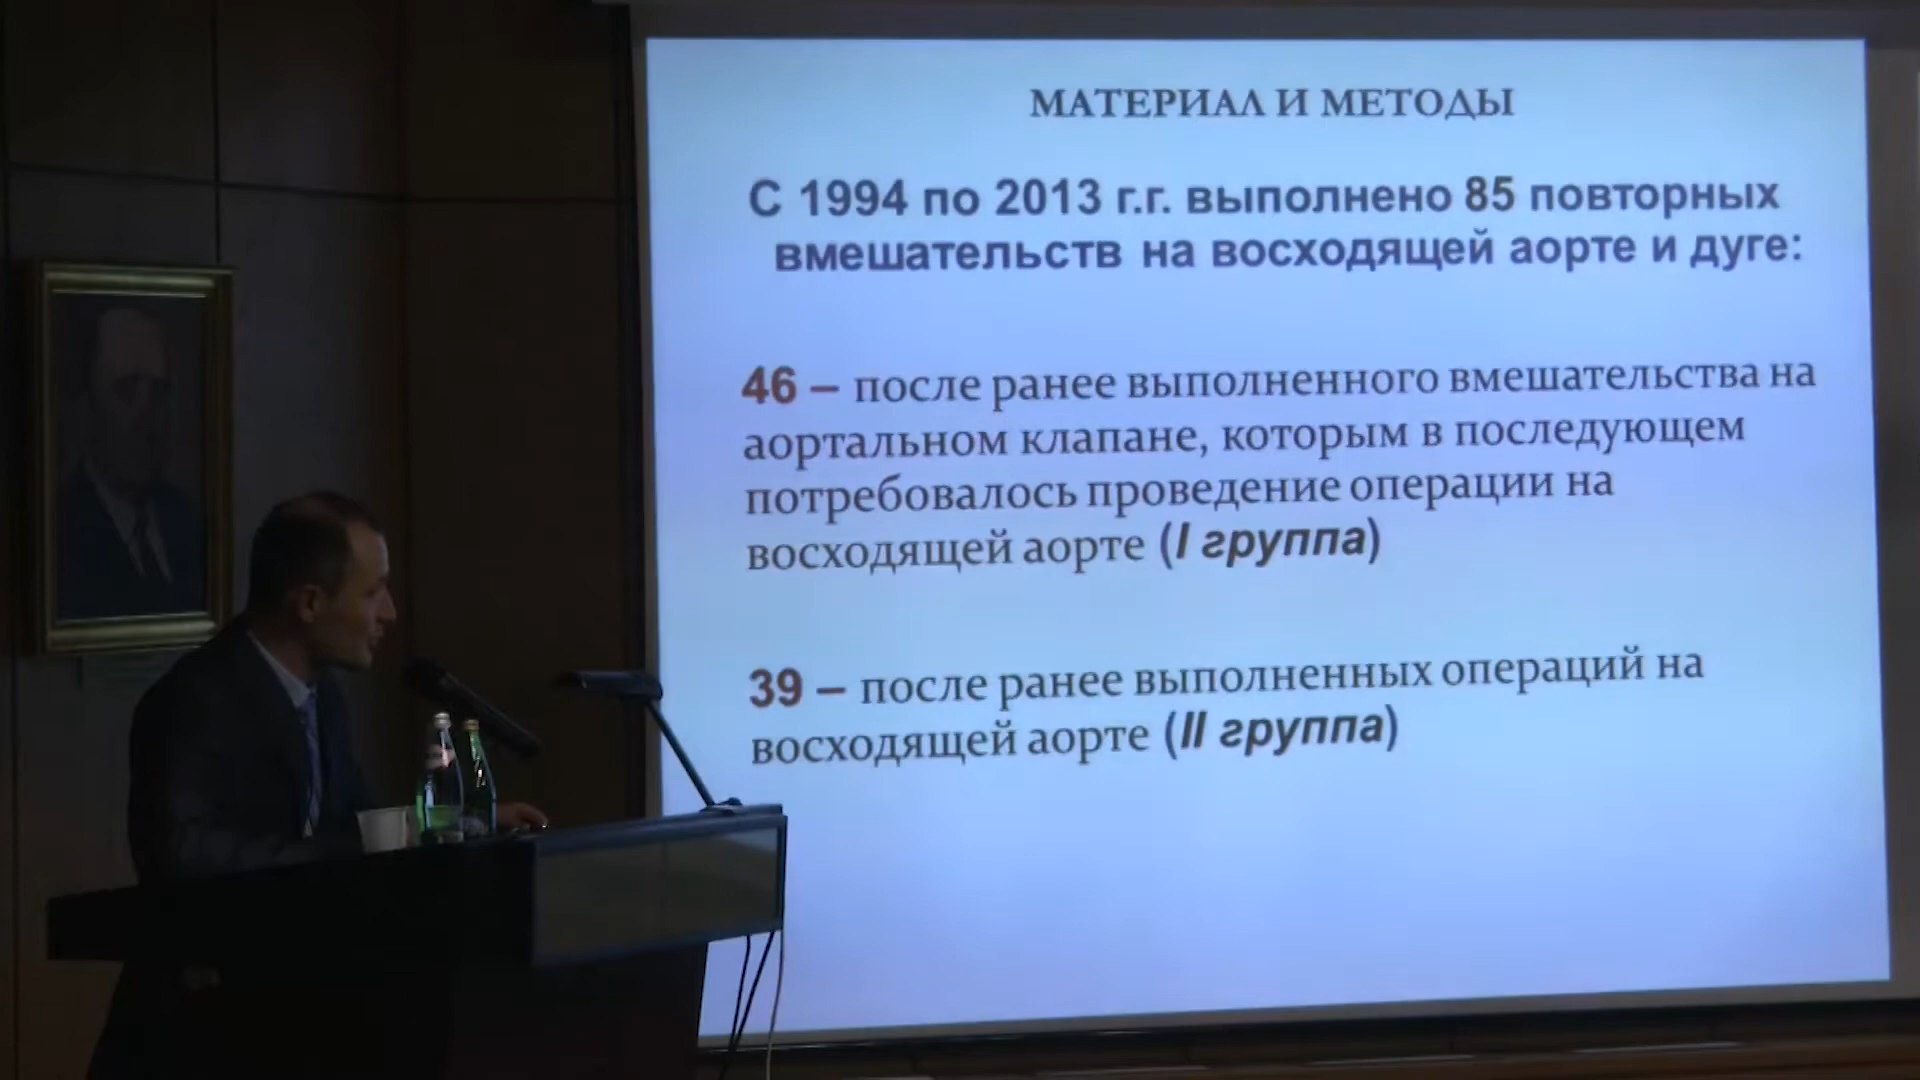 МАТЕРИАЛ И МЕТОДЫ
С 1994 по 2013 г.г. выполнено 85 повторных
вмешательств на восходящей аорте и дуге:
46 – после ранее выполненного вмешательства на
аортальном клапане, которым в последующем
потребовалось проведение операции на
восходящей аорте (I группа)
39 – после ранее выполненных операций на
восходящей аорте (II группа)